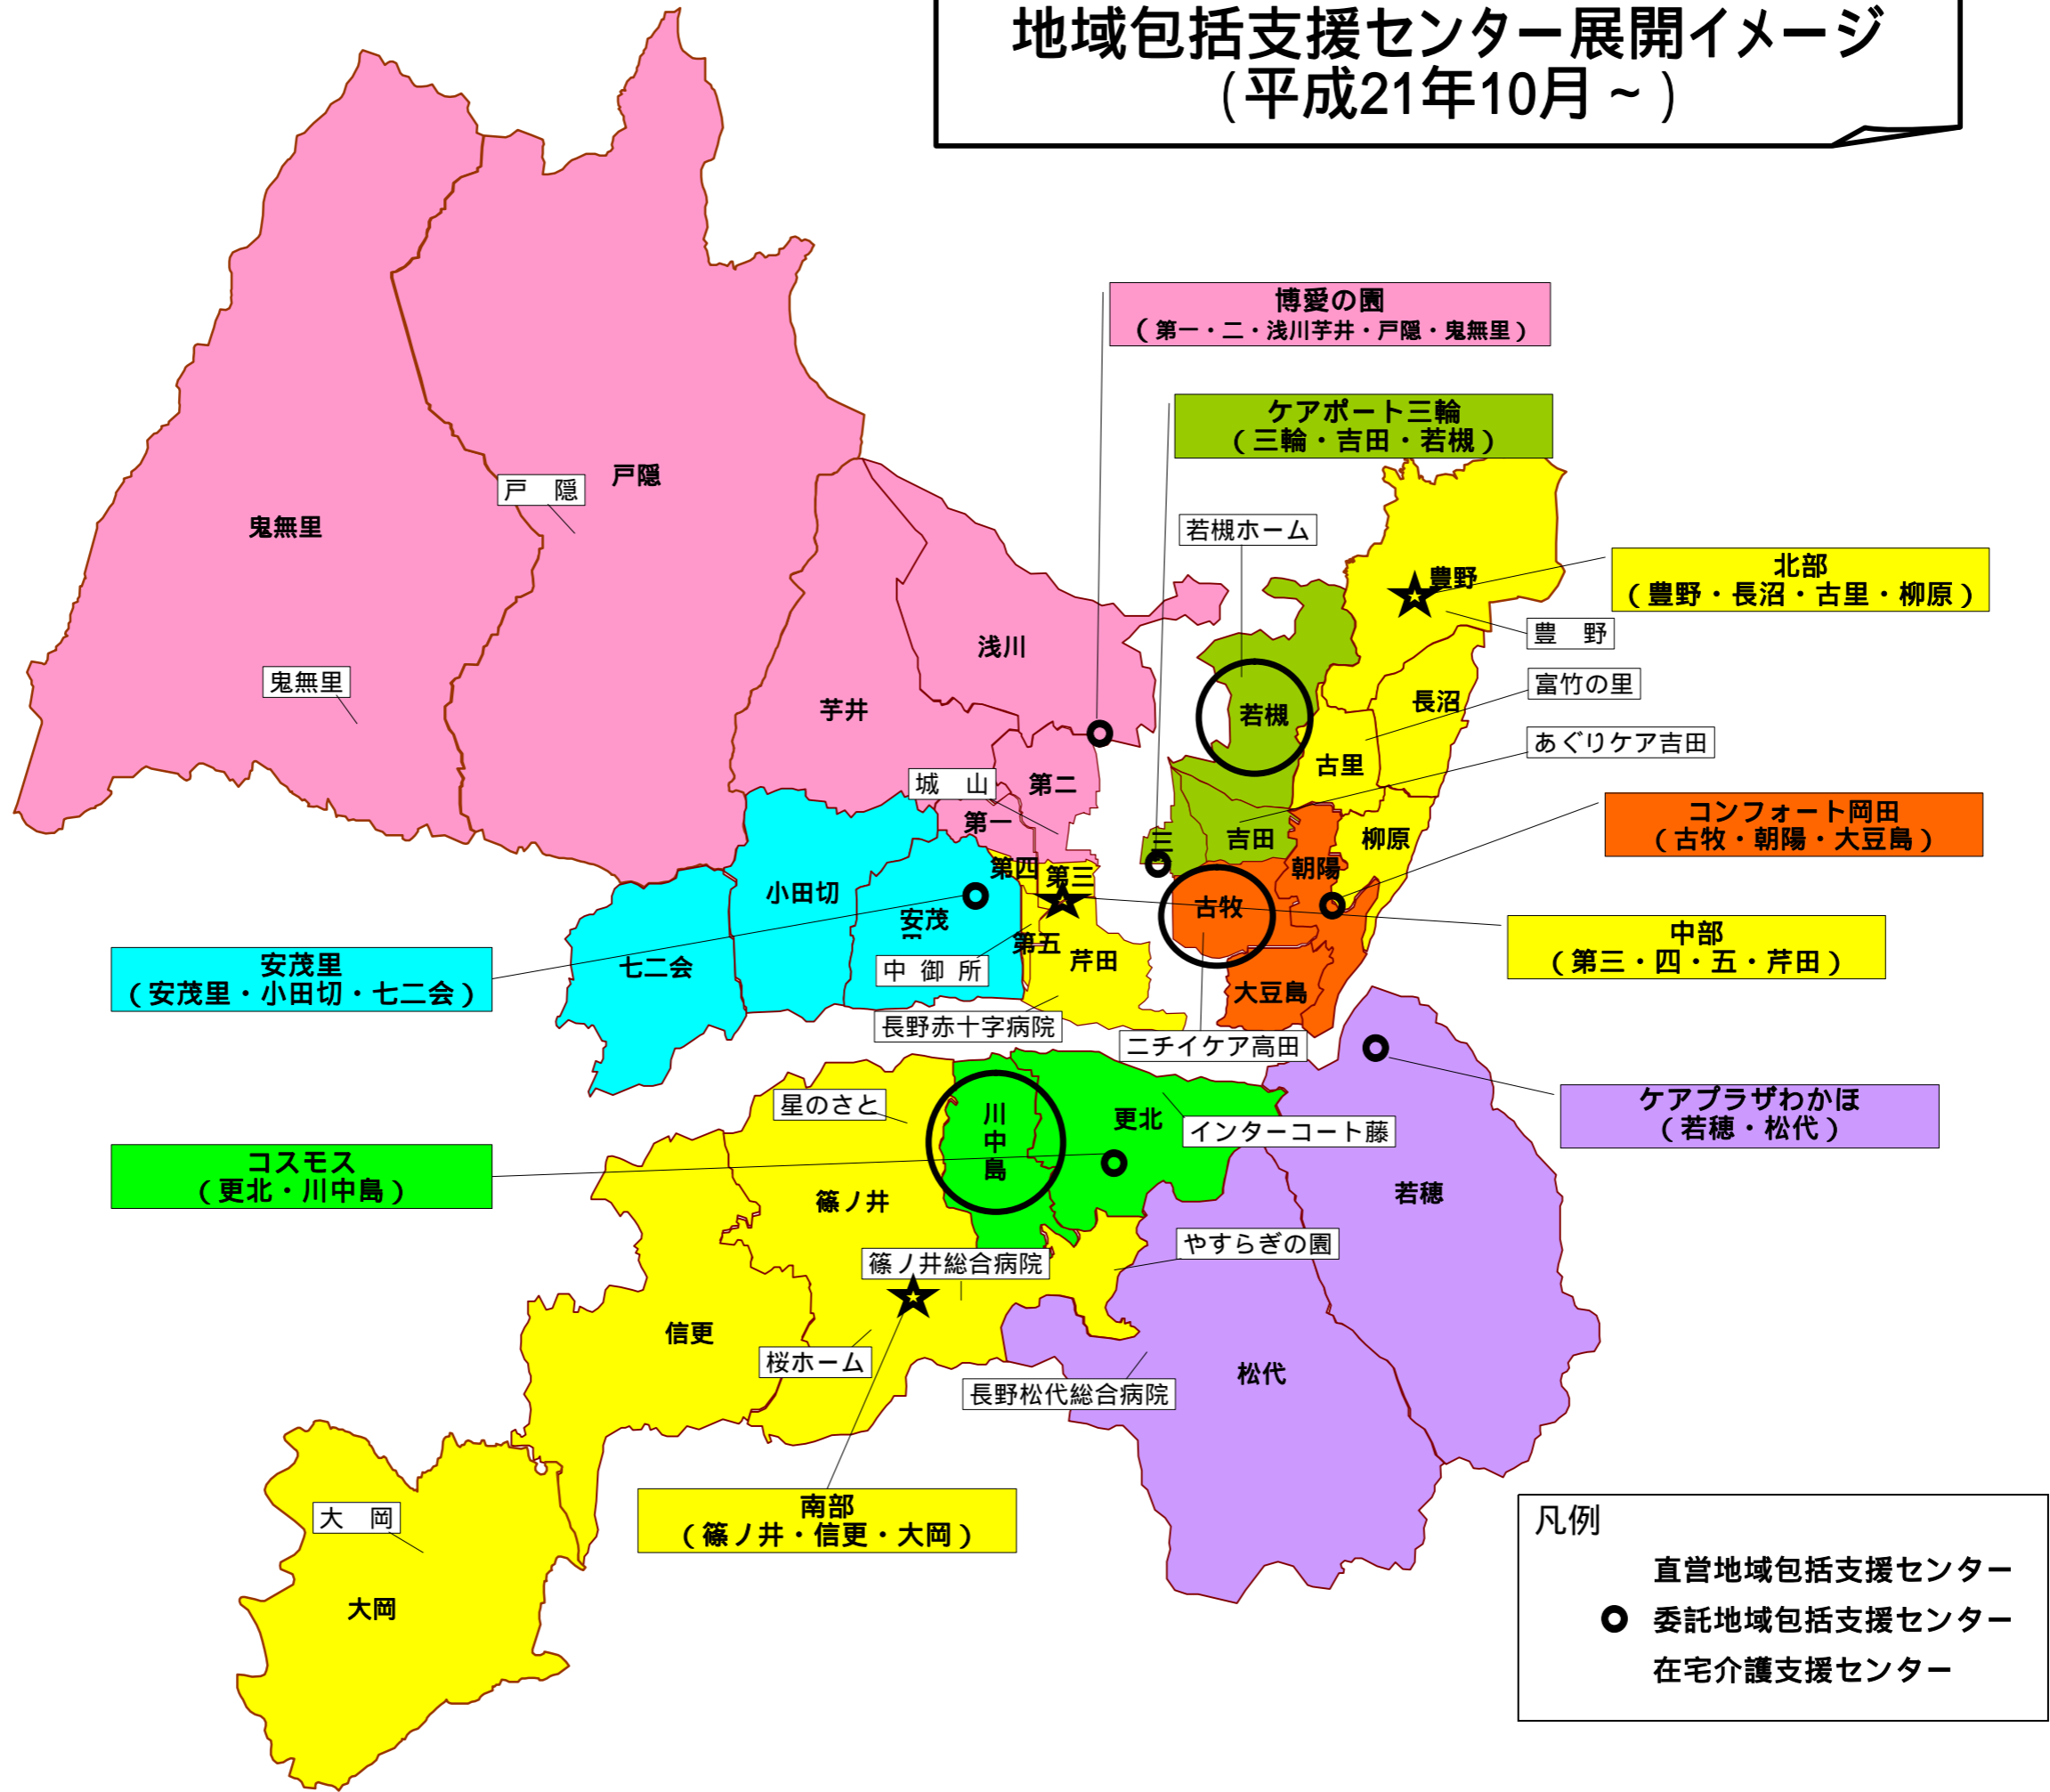 地域包括支援センター展開イメージ
(平成21年10月～)
博愛の園
(第一・二・浅川芋井・戸隠・鬼無里)
ケアポート三輪
(三輪・吉田・若槻)
戸隠
戸　隠
鬼無里
若槻ホーム
豊野
北部
(豊野・長沼・古里・柳原)
豊　野
浅川
鬼無里
富竹の里
長沼
芋井
若槻
あぐりケア吉田
古里
城　山
第二
第一
コンフォート岡田
(古牧・朝陽・大豆島)
三
吉田
柳原
第四
第三
朝陽
小田切
古牧
安茂
中部
(第三・四・五・芹田)
第五
芹田
安茂里
(安茂里・小田切・七二会)
七二会
中 御 所
大豆島
長野赤十字病院
ニチイケア高田
星のさと
川中島
更北
インターコート藤
ケアプラザわかほ
(若穂・松代)
コスモス
(更北・川中島)
篠ノ井
若穂
やすらぎの園
篠ノ井総合病院
信更
桜ホーム
松代
長野松代総合病院
大　岡
南部
(篠ノ井・信更・大岡)
大岡
凡例
直営地域包括支援センター
委託地域包括支援センター
在宅介護支援センター